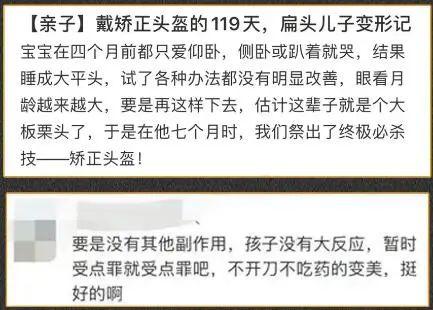 【亲子】戴矫正头盔的119天，扁头儿子变形记
宝宝在四个月前都只爱仰卧，侧卧或趴着就哭，结果
睡成大平头，试了各种办法都没有明显改善，眼看月
龄越来越大，要是再这样下去，估计这辈子就是个大
板栗头了，于是在他七个月时，我们祭出了终极必杀
技——矫正头盔！
要是没有其他副作用，孩子没有大反应，暂时
受点罪就受点罪吧，不开刀不吃药的变美，挺
好的啊